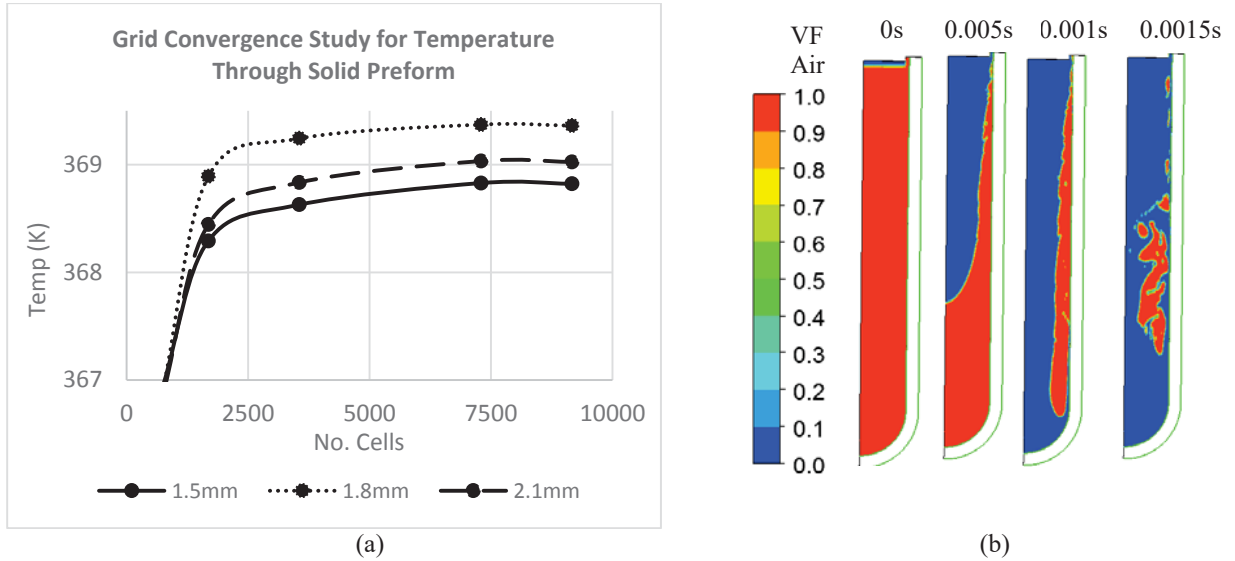 Grid Convergence Study for Temperature
Through Solid Preform
Temp (K)
369
368
367
0 2500 5000 7500 10000
No. Cells
1.5mm 1.8mm 2.1mm
(a)
VF
Air
0s 0.005s 0.001s 0.0015s
1.0
0.9
0.8
0.7
0.6
0.5
0.4
0.3
0.2
0.1
0.0
(b)